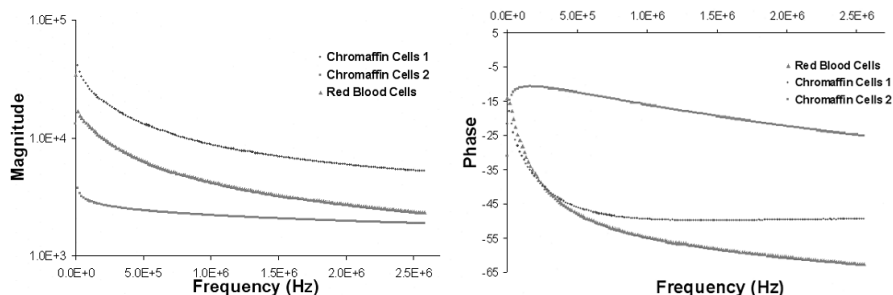 1.0E+5
1.0E+4
1.0E+3
Magnitude
Chromaffin Cells 1
Chromaffin Cells 2
Red Blood Cells
0.0E+0 5.0E+5 1.0E+6 1.5E+6 2.0E+6 2.5E+6
Frequency (Hz)
0.0E+0 5.0E+5 1.0E+6 1.5E+6 2.0E+6 2.5E+6
5
-5
-15
-25
-35
-45
-55
-65
Phase
Red Blood Cells
Chromaffin Cells 1
Chromaffin Cells 2
Frequency (Hz)